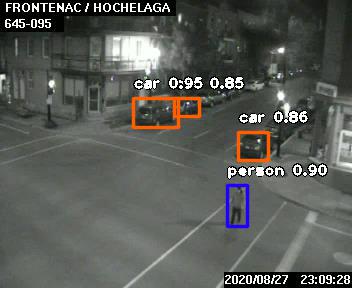 FRONTENAC / HOCHELAGA
645-095
car 0.95 0.85
car 0.86
person 0.90
2020/08/27 23:09:28